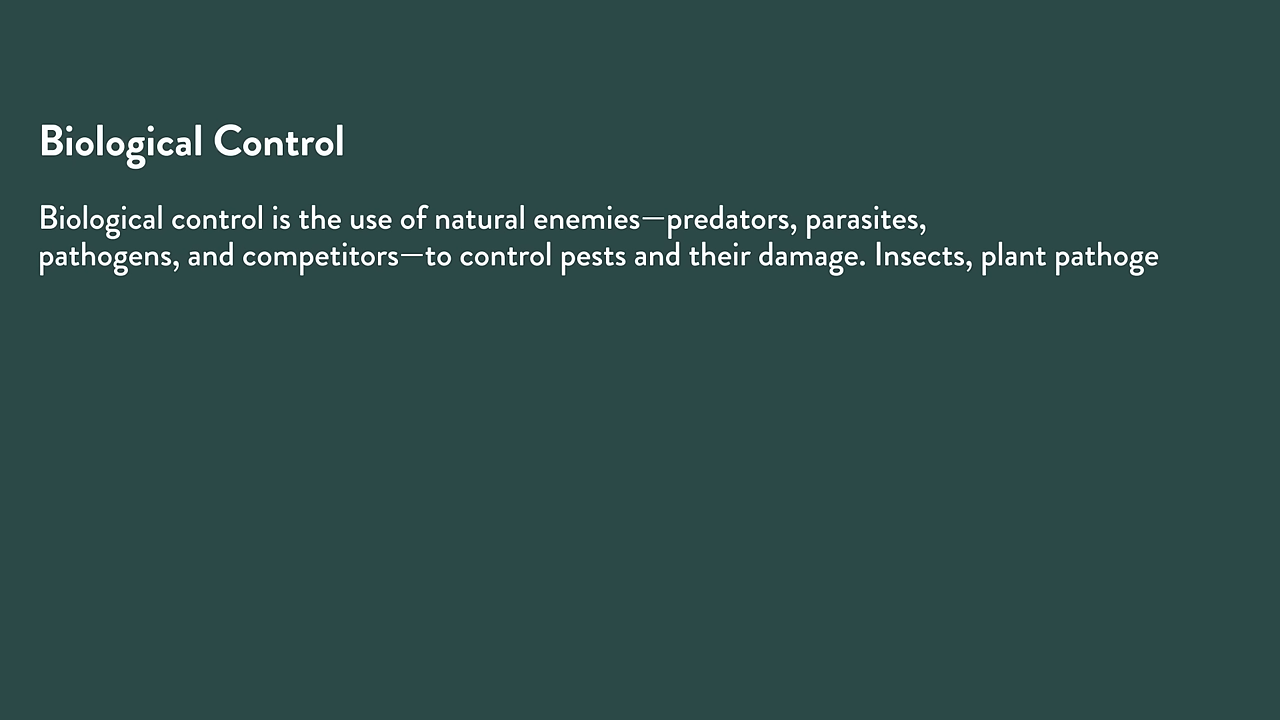 Biological Control
Biological control is the use of natural enemies—predators, parasites,
pathogens, and competitors—to control pests and their damage. Insects, plant pathoge